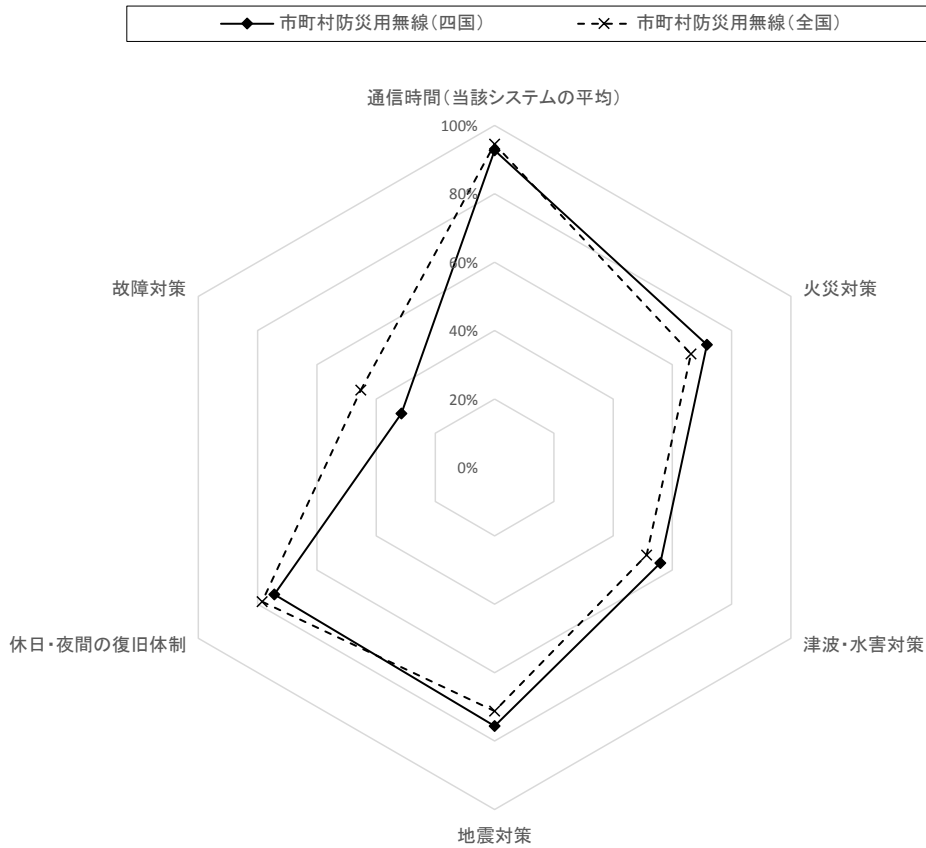 市町村防災用無線(四国) 市町村防災用無線(全国)
通信時間(当該システムの平均)
100%
80%
60%
40%
20%
0%
火災対策
津波・水害対策
地震対策
休日・夜間の復旧体制
故障対策